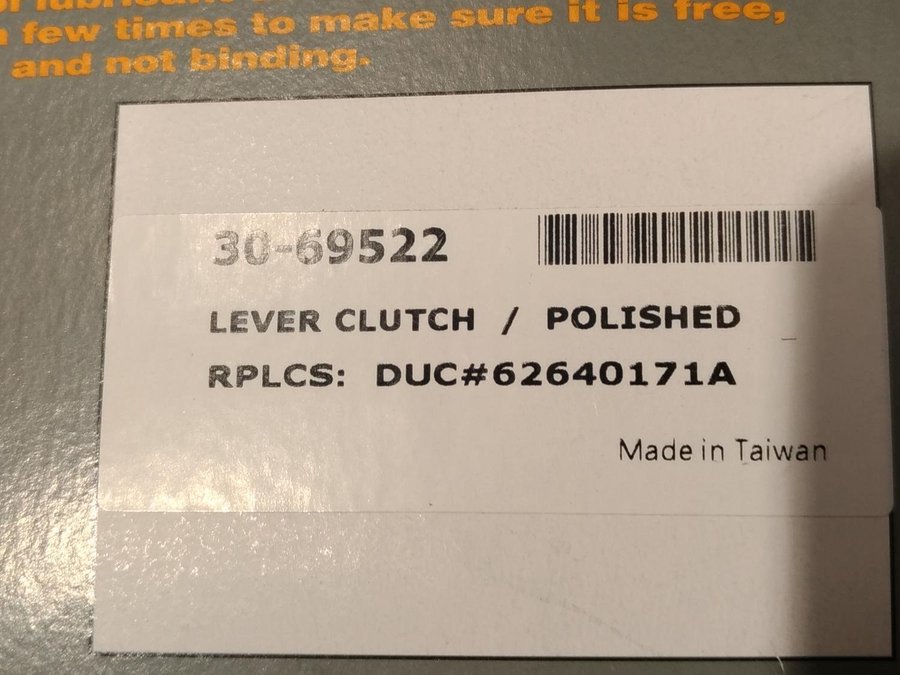 few times to make sure it is free,
and not binding.
30-69522
LEVER CLUTCH / POLISHED
RPLCS: DUC#62640171A
Made in Taiwan